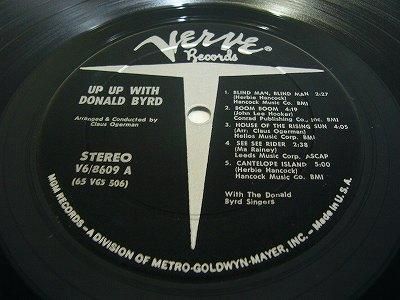 VERVE
Records
UP UP WITH
DONALD BYRD
Arranged & Conducted by
Claus Ogerman
STEREO
V6/8609 A
(65 VG5 506)
1. BLIND MAN, BLIND MAN 2:27
(Herbie Hancock)
Hancock Music Co. BMI
2. BOOM BOOM 4:19
(John Lee Hooker)
Conrad Publishing Co., Inc. BMI
3. HOUSE OF THE RISING SUN 4:05
(Arr: Claus Ogerman)
Helios Music Corp. BMI
4. SEE SEE RIDER 2:38
(Ma Rainey)
Leeds Music Corp. ASCAP
5. CANTELOPE ISLAND 5:00
(Herbie Hancock)
Hancock Music Co. BMI
With The Donald
Byrd Singers
MGM RECORDS—A DIVISION OF METRO-GOLDWYN-MAYER, INC.—Made in U.S.A.